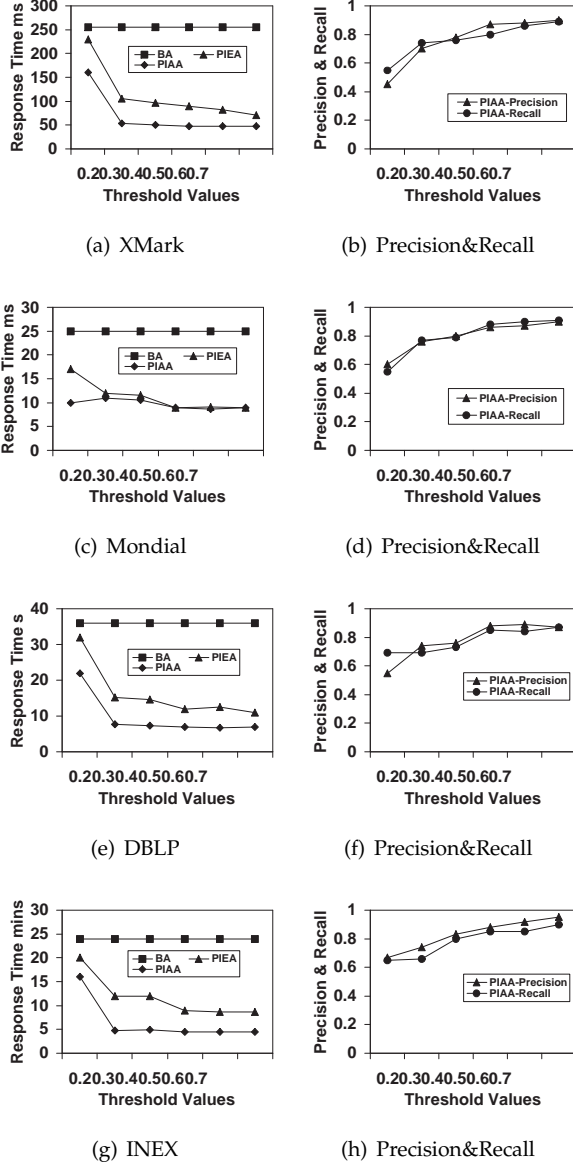 300
250
200
150
100
50
0
Response Time ms
BA PIEA
PIAA
0.20.30.40.50.60.7
Threshold Values
(a) XMark
1
0.8
0.6
0.4
0.2
0
Precision & Recall
PIAA-Precision
PIAA-Recall
0.20.30.40.50.60.7
Threshold Values
(b) Precision&Recall
30
25
20
15
10
5
0
Response Time ms
BA PIEA
PIAA
0.20.30.40.50.60.7
Threshold Values
(c) Mondial
1
0.8
0.6
0.4
0.2
0
Precision & Recall
PIAA-Precision
PIAA-Recall
0.20.30.40.50.60.7
Threshold Values
(d) Precision&Recall
40
30
20
10
0
Response Time s
BA PIEA
PIAA
0.20.30.40.50.60.7
Threshold Values
(e) DBLP
1
0.8
0.6
0.4
0.2
0
Precision & Recall
PIAA-Precision
PIAA-Recall
0.20.30.40.50.60.7
Threshold Values
(f) Precision&Recall
30
25
20
15
10
5
0
Response Time mins
BA PIEA
PIAA
0.20.30.40.50.60.7
Threshold Values
(g) INEX
1
0.8
0.6
0.4
0.2
0
Precision & Recall
PIAA-Precision
PIAA-Recall
0.20.30.40.50.60.7
Threshold Values
(h) Precision&Recall